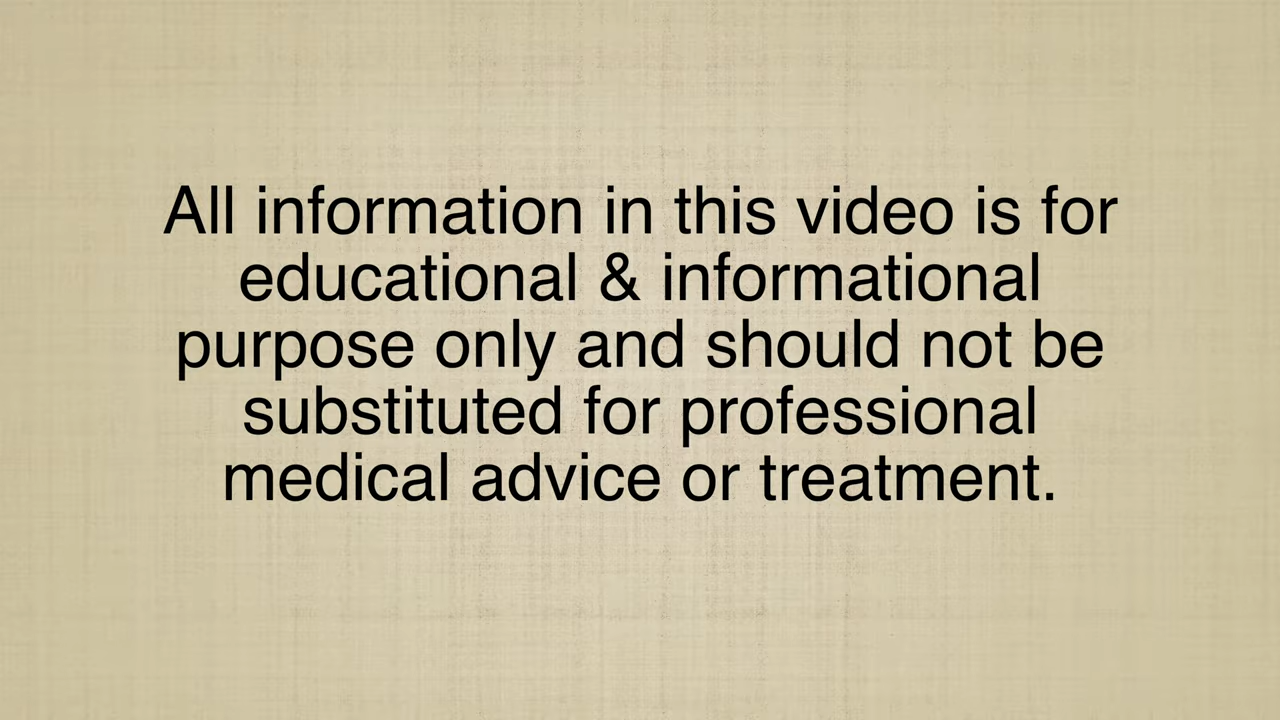 All information in this video is for
educational & informational
purpose only and should not be
substituted for professional
medical advice or treatment.